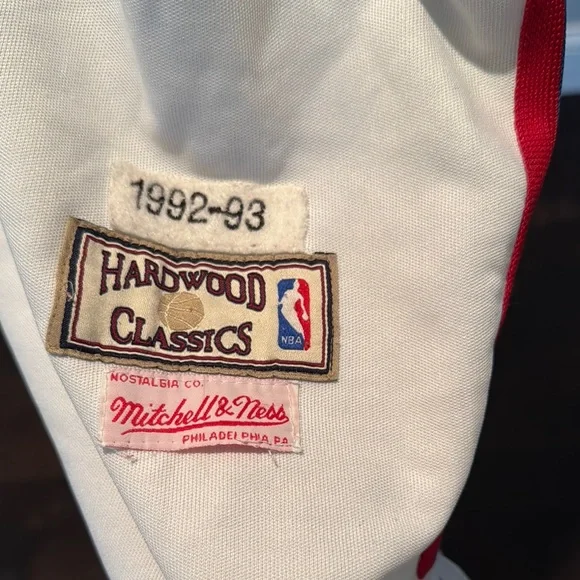 1992-93
HARDWOOD
CLASSICS
NBA
NOSTALGIA CO.
Mitchell & Ness
PHILADELPHIA, PA